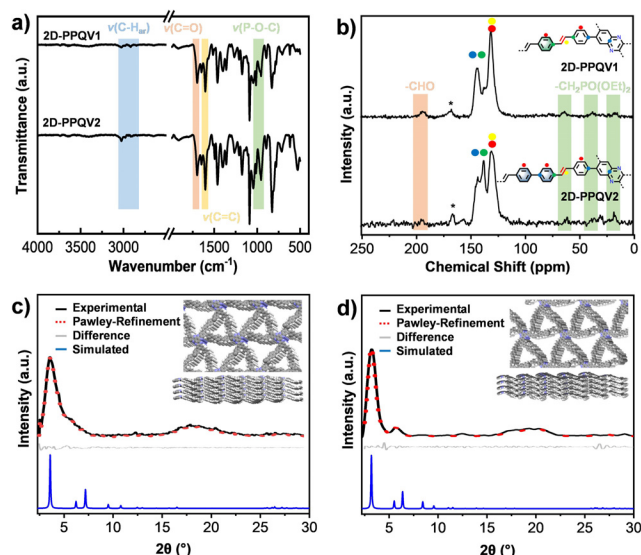 a)
ν(C-Har)
ν(C=O)
ν(P-O-C)
2D-PPQV1
2D-PPQV2
ν(C=C)
Transmittance (a.u.)
4000 3000 1500 1000 500
Wavenumber (cm-1)
b)
-CHO
2D-PPQV1
-CH2PO(OEt)2
*
2D-PPQV2
*
Intensity (a.u.)
250 200 150 100 50 0
Chemical Shift (ppm)
c)
Experimental
Pawley-Refinement
Difference
Simulated
Intensity (a.u.)
5 10 15 20 25 30
2θ (°)
d)
Experimental
Pawley-Refinement
Difference
Simulated
Intensity (a.u.)
5 10 15 20 25 30
2θ (°)